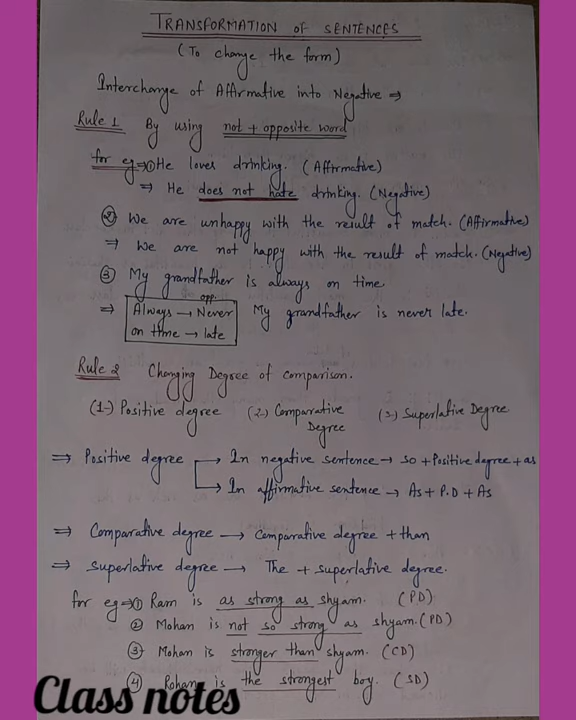 TRANSFORMATION OF SENTENCES
(To change the form)
Interchange of Affirmative into Negative ⇒
Rule 1 By using not + opposite word
for eg ⇒ ① He loves drinking. (Affirmative)
⇒ He does not hate drinking. (Negative)
② We are unhappy with the result of match. (Affirmative)
⇒ We are not happy with the result of match. (Negative)
③ My grandfather is always on time.
opp.
⇒ Always → Never My grandfather is never late.
on time → late
Rule 2 Changing Degree of comparison.
(1-) Positive degree (2-) Comparative (3-) Superlative Degree
Degree
⇒ Positive degree → In negative sentence → so + Positive degree + as
→ In affirmative sentence → As + P.D + As
⇒ Comparative degree → Comparative degree + than
⇒ Superlative degree → The + superlative degree.
for eg ⇒ ① Ram is as strong as shyam. (PD)
② Mohan is not so strong as shyam. (PD)
③ Mohan is stronger than shyam. (CD)
④ Rohan is the strongest boy. (SD)
Class notes